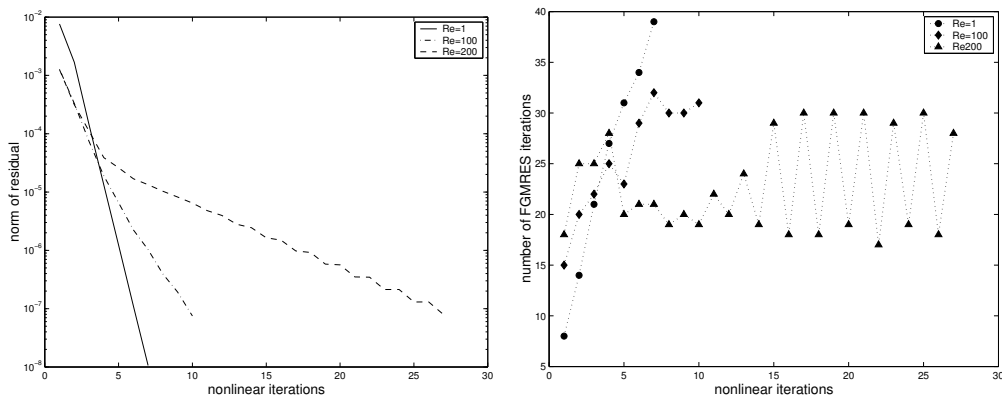 10^-2
10^-3
10^-4
10^-5
10^-6
10^-7
10^-8
norm of residual
0 5 10 15 20 25 30
nonlinear iterations
Re=1
Re=100
Re=200
40
35
30
25
20
15
10
5
number of FGMRES iterations
0 5 10 15 20 25 30
nonlinear iterations
Re=1
Re=100
Re200